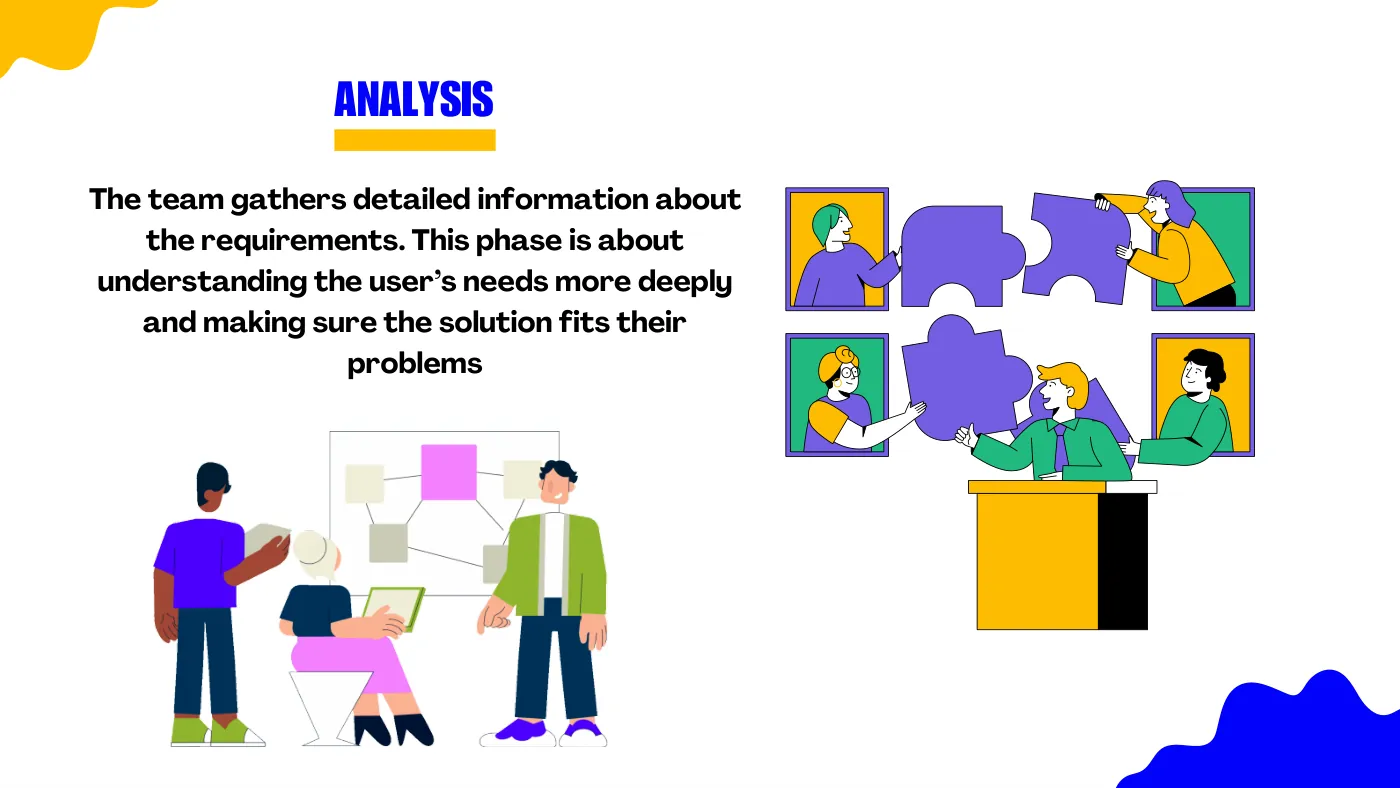 ANALYSIS
The team gathers detailed information about
the requirements. This phase is about
understanding the user’s needs more deeply
and making sure the solution fits their
problems